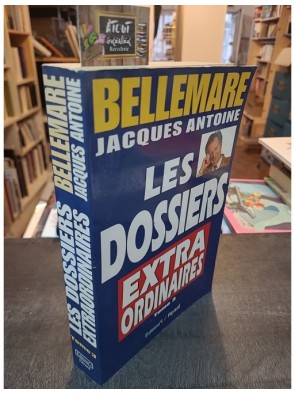 BELLEMARE
JACQUES ANTOINE
LES
DOSSIERS
EXTRA
ORDINAIRES
BELLEMARE
JACQUES ANTOINE
LES DOSSIERS
EXTRAORDINAIRES